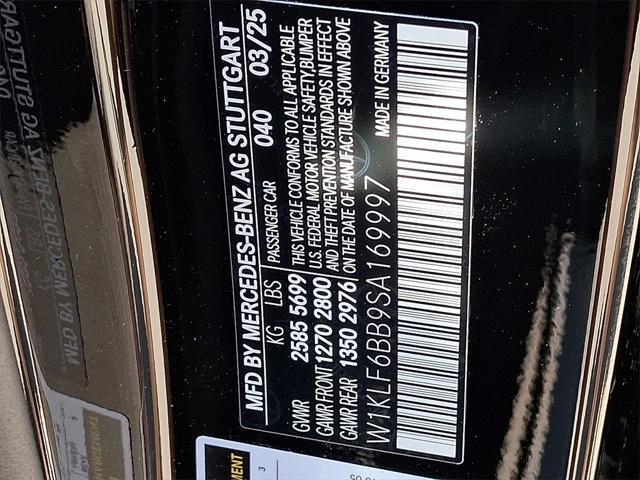 MFD BY MERCEDES-BENZ AG STUTTGART
040 03/25
KG LBS PASSENGER CAR
GVWR 2585 5699 THIS VEHICLE CONFORMS TO ALL APPLICABLE
GAWR FRONT 1270 2800 U.S. FEDERAL MOTOR VEHICLE SAFETY, BUMPER
AND THEFT PREVENTION STANDARDS IN EFFECT
GAWR REAR 1350 2976 ON THE DATE OF MANUFACTURE SHOWN ABOVE
W1KLF6BB9SA169997 MADE IN GERMANY
3